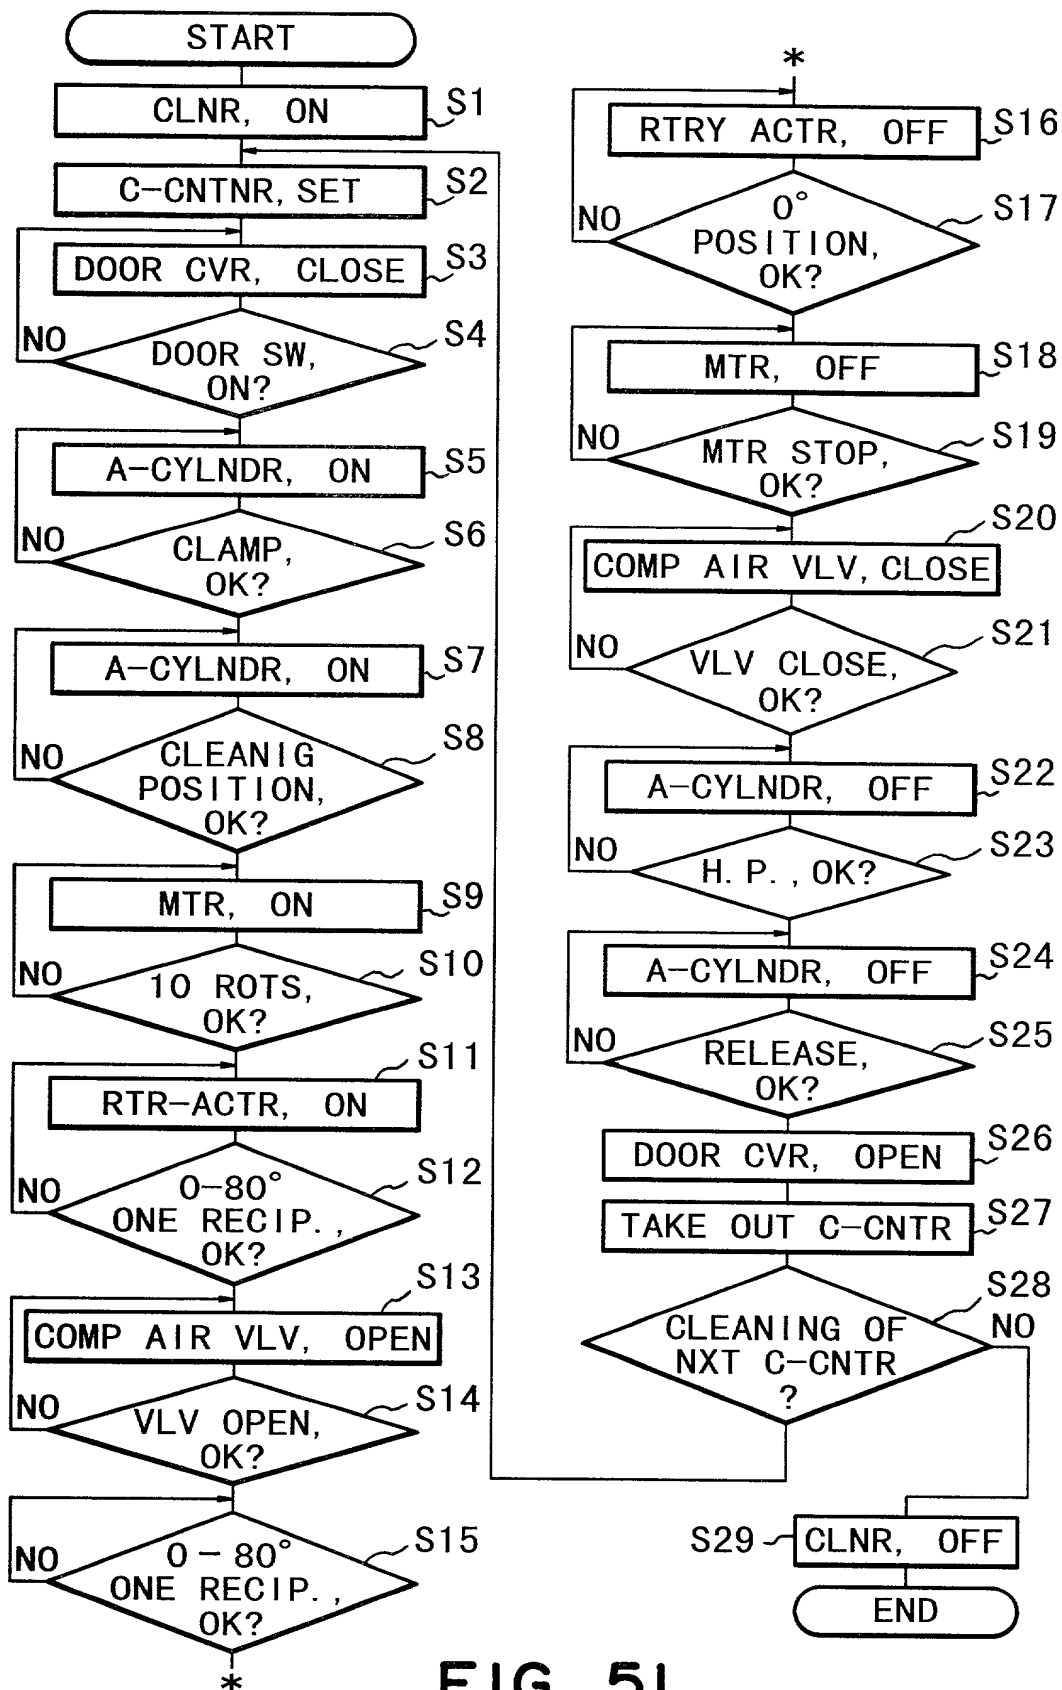 START
CLNR, ON
S1
C-CNTNR, SET
S2
DOOR CVR, CLOSE
S3
DOOR SW,
ON?
S4
NO
A-CYLNDR, ON
S5
CLAMP,
OK?
S6
NO
A-CYLNDR, ON
S7
CLEANIG
POSITION,
OK?
S8
NO
MTR, ON
S9
10 ROTS,
OK?
S10
NO
RTR-ACTR, ON
S11
0-80°
ONE RECIP.,
OK?
S12
NO
COMP AIR VLV, OPEN
S13
VLV OPEN,
OK?
S14
NO
0-80°
ONE RECIP.,
OK?
S15
NO
*
*
RTRY ACTR, OFF
S16
0°
POSITION,
OK?
S17
NO
MTR, OFF
S18
MTR STOP,
OK?
S19
NO
COMP AIR VLV, CLOSE
S20
VLV CLOSE,
OK?
S21
NO
A-CYLNDR, OFF
S22
H.P., OK?
S23
NO
A-CYLNDR, OFF
S24
RELEASE,
OK?
S25
NO
DOOR CVR, OPEN
S26
TAKE OUT C-CNTR
S27
CLEANING OF
NXT C-CNTR
?
S28
NO
S29
CLNR, OFF
END
FIG. 51